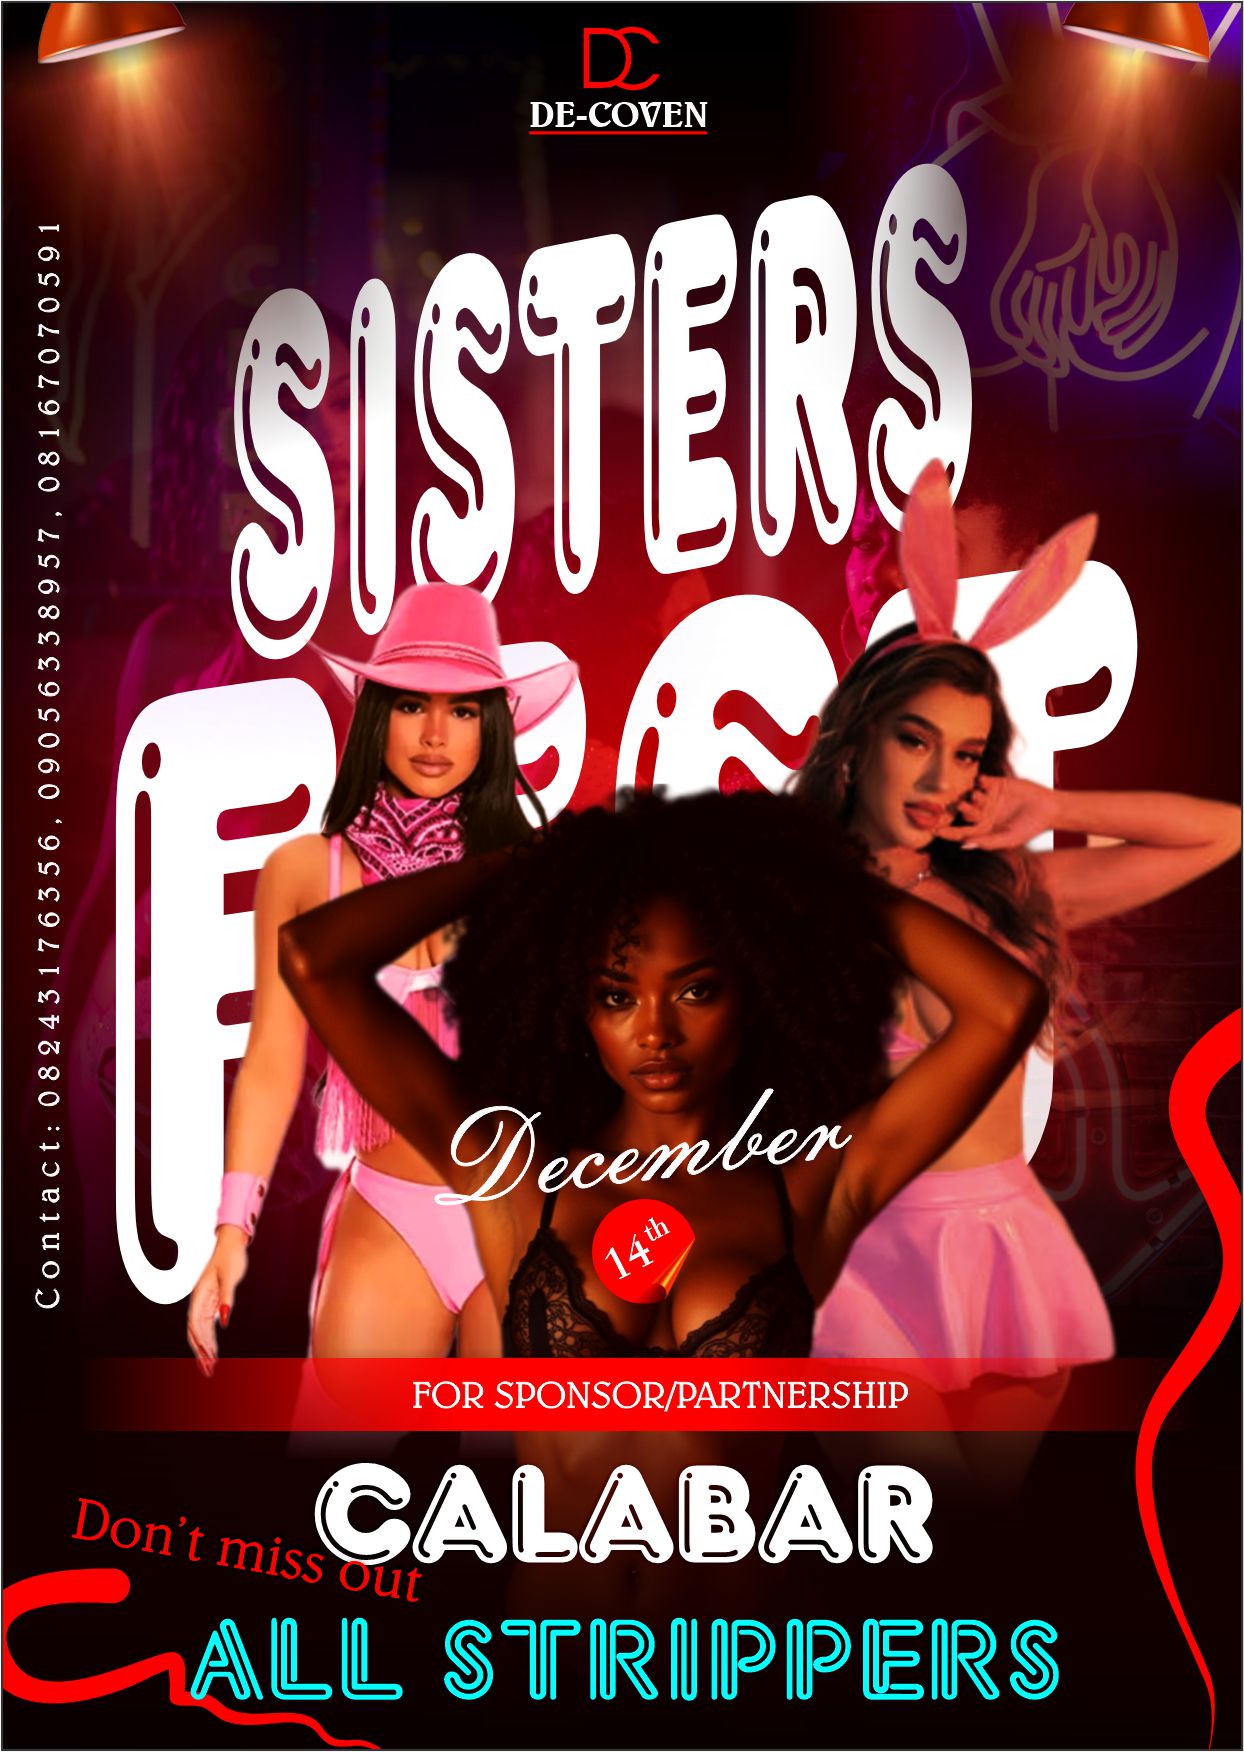 DC
DE-COVEN
SISTERS
FEST
Contact: 08243176356, 09056338957, 08167070591
December
14th
FOR SPONSOR/PARTNERSHIP
CALABAR
Don't miss out
ALL STRIPPERS